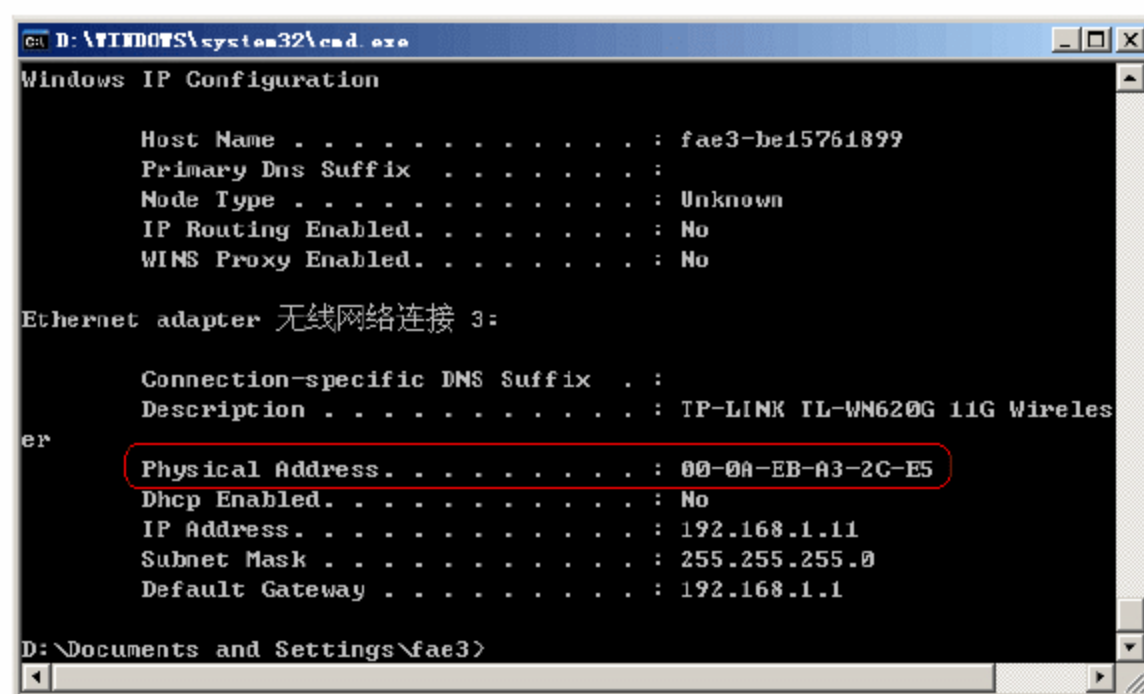 D:\WINDOWS\system32\cmd.exe
Windows IP Configuration
Host Name . . . . . . . . . . . . : fae3-be15761899
Primary Dns Suffix  . . . . . . . :
Node Type . . . . . . . . . . . . : Unknown
IP Routing Enabled. . . . . . . . : No
WINS Proxy Enabled. . . . . . . . : No
Ethernet adapter 无线网络连接 3:
Connection-specific DNS Suffix  . :
Description . . . . . . . . . . . : TP-LINK TL-WN620G 11G Wireles
er
Physical Address. . . . . . . . . : 00-0A-EB-A3-2C-E5
Dhcp Enabled. . . . . . . . . . . : No
IP Address. . . . . . . . . . . . : 192.168.1.11
Subnet Mask . . . . . . . . . . . : 255.255.255.0
Default Gateway . . . . . . . . . : 192.168.1.1
D:\Documents and Settings\fae3>